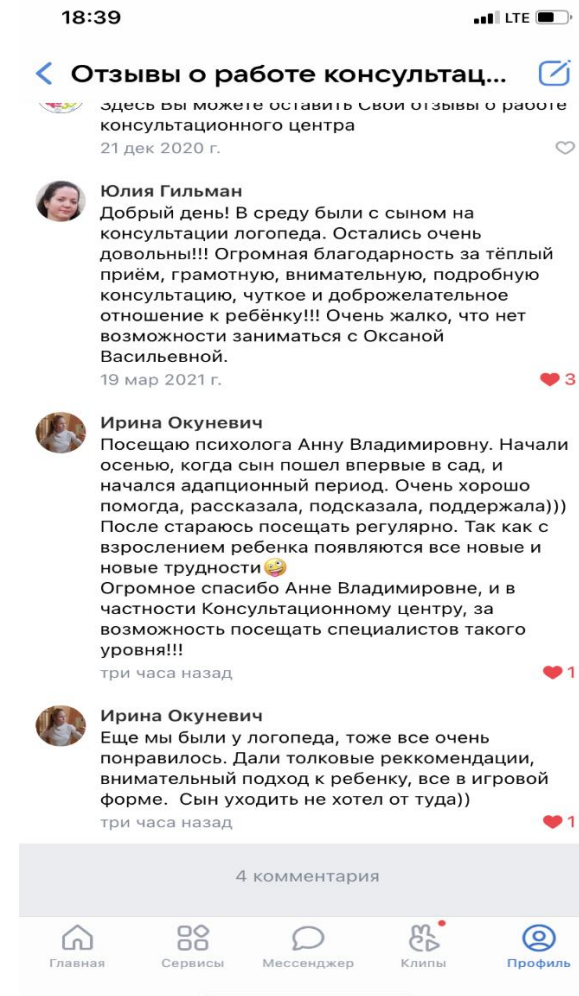 18:39
LTE
Отзывы о работе консультац...
Здесь Вы можете оставить Свои отзывы о работе
консультационного центра
21 дек 2020 г.
Юлия Гильман
Добрый день! В среду были с сыном на
консультации логопеда. Остались очень
довольны!!! Огромная благодарность за тёплый
приём, грамотную, внимательную, подробную
консультацию, чуткое и доброжелательное
отношение к ребёнку!!! Очень жалко, что нет
возможности заниматься с Оксаной
Васильевной.
19 мар 2021 г.
3
Ирина Окуневич
Посещаю психолога Анну Владимировну. Начали
осенью, когда сын пошел впервые в сад, и
начался адапционный период. Очень хорошо
помогда, рассказала, подсказала, поддержала)))
После стараюсь посещать регулярно. Так как с
взрослением ребенка появляются все новые и
новые трудности🤪
Огромное спасибо Анне Владимировне, и в
частности Консультационному центру, за
возможность посещать специалистов такого
уровня!!!
три часа назад
1
Ирина Окуневич
Еще мы были у логопеда, тоже все очень
понравилось. Дали толковые реккомендации,
внимательный подход к ребенку, все в игровой
форме. Сын уходить не хотел от туда))
три часа назад
1
4 комментария
Главная
Сервисы
Мессенджер
Клипы
Профиль